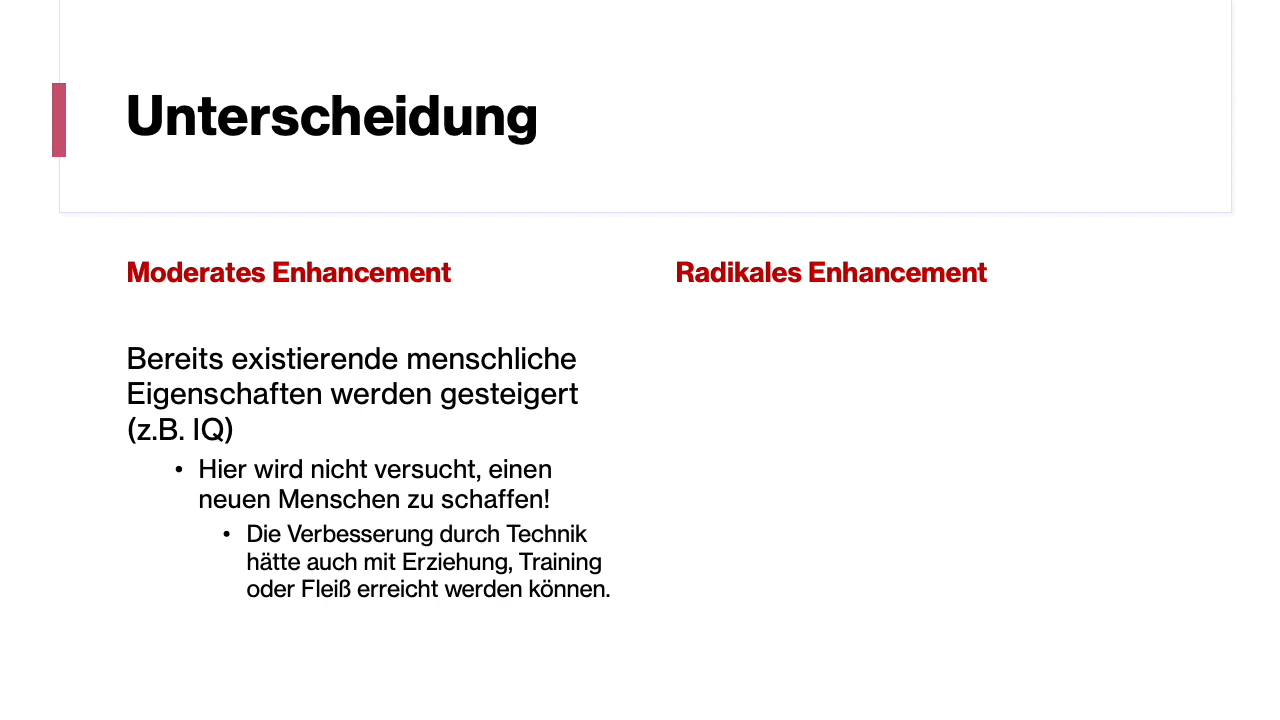 Unterscheidung
Moderates Enhancement
Radikales Enhancement
Bereits existierende menschliche
Eigenschaften werden gesteigert
(z.B. IQ)
• Hier wird nicht versucht, einen
neuen Menschen zu schaffen!
• Die Verbesserung durch Technik
hätte auch mit Erziehung, Training
oder Fleiß erreicht werden können.